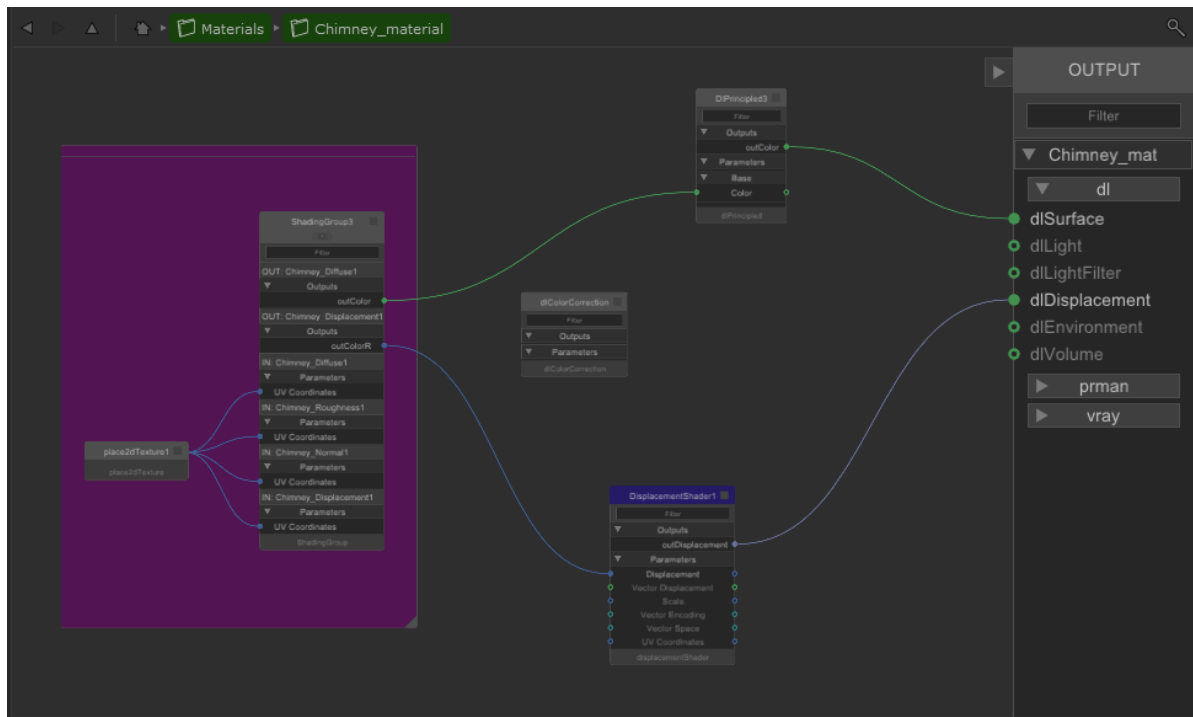 Materials
Chimney_material
OUTPUT
Filter
Chimney_mat
dl
dlSurface
dlLight
dlLightFilter
dlDisplacement
dlEnvironment
dlVolume
prman
vray
DlPrincipled3
Filter
Outputs
outColor
Parameters
Base
Color
dlPrincipled
ShadingGroup3
Filter
OUT: Chimney_Diffuse1
Outputs
outColor
OUT: Chimney_Displacement1
Outputs
outColorR
IN: Chimney_Diffuse1
Parameters
UV Coordinates
IN: Chimney_Roughness1
Parameters
UV Coordinates
IN: Chimney_Normal1
Parameters
UV Coordinates
IN: Chimney_Displacement1
Parameters
UV Coordinates
ShadingGroup
place2dTexture1
place2dTexture
dlColorCorrection
Filter
Outputs
Parameters
dlColorCorrection
DisplacementShader1
Filter
Outputs
outDisplacement
Parameters
Displacement
Vector Displacement
Scale
Vector Encoding
Vector Space
UV Coordinates
displacementShader